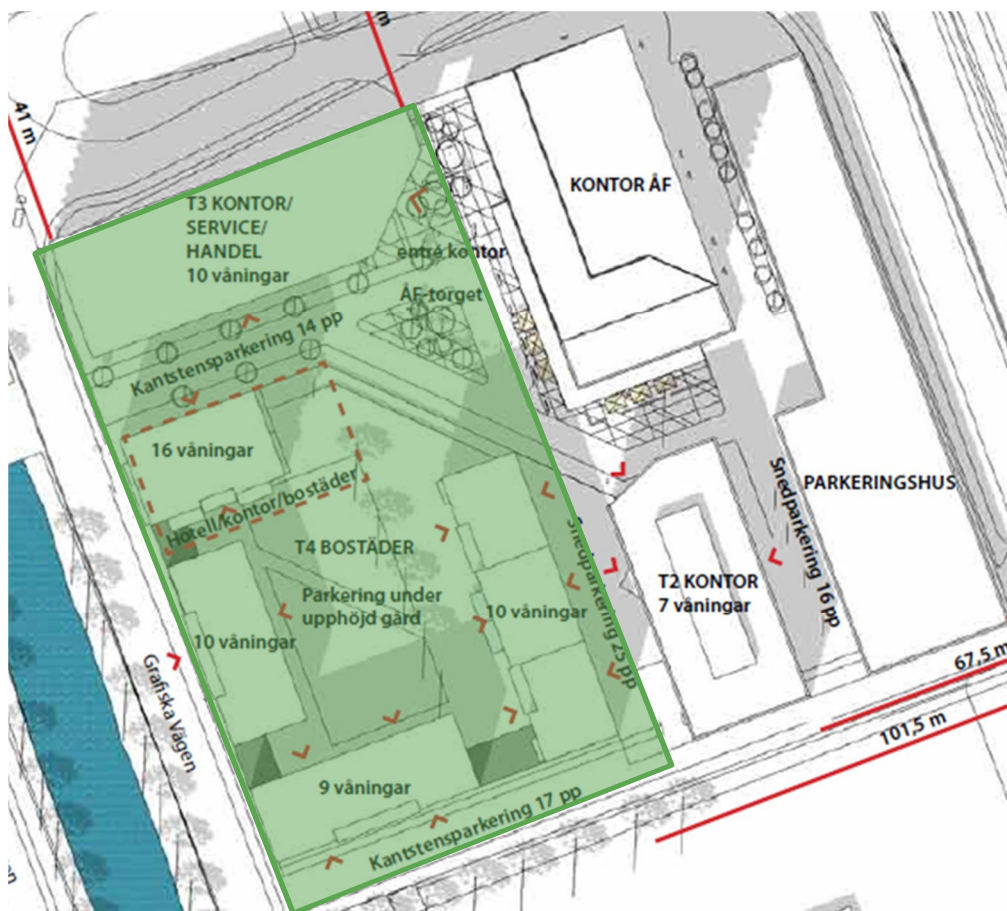 m
41 m
T3 KONTOR/
SERVICE/
HANDEL
10 våningar
KONTOR ÅF
entré kontor
ÅF-torget
Kantstensparkering 14 pp
16 våningar
Hotell/kontor/bostäder
T4 BOSTÄDER
Parkering under
upphöjd gård
10 våningar
10 våningar
Snedparkering 25 pp
T2 KONTOR
7 våningar
Snedparkering 16 pp
PARKERINGSHUS
Grafiska Vägen
9 våningar
Kantstensparkering 17 pp
67,5 m
101,5 m